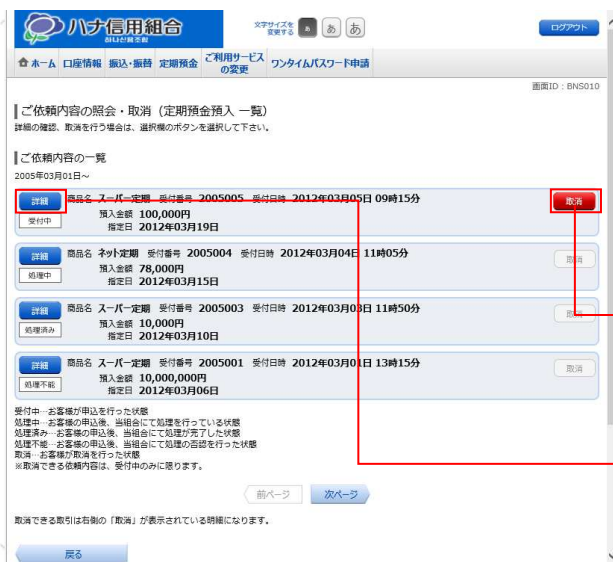 ハナ信用組合
하나신용조합
文字サイズを変更する あ あ あ
ログアウト
ホーム 口座情報 振込・振替 定期預金 ご利用サービスの変更 ワンタイムパスワード申請
画面ID：BNS010
ご依頼内容の照会・取消（定期預金預入 一覧）
詳細の確認、取消を行う場合は、選択欄のボタンを選択して下さい。
ご依頼内容の一覧
2005年03月01日～
詳細 商品名 スーパー定期 受付番号 2005005 受付日時 2012年03月05日 09時15分 取消
受付中 預入金額 100,000円
指定日 2012年03月19日
詳細 商品名 ネット定期 受付番号 2005004 受付日時 2012年03月04日 11時05分 取消
処理中 預入金額 78,000円
指定日 2012年03月15日
詳細 商品名 スーパー定期 受付番号 2005003 受付日時 2012年03月03日 11時50分 取消
処理済み 預入金額 10,000円
指定日 2012年03月10日
詳細 商品名 スーパー定期 受付番号 2005001 受付日時 2012年03月01日 13時15分 取消
処理不能 預入金額 10,000,000円
指定日 2012年03月06日
受付中…お客様が申込を行った状態
処理中…お客様の申込後、当組合にて処理を行っている状態
処理済み…お客様の申込後、当組合にて処理が完了した状態
処理不能…お客様の申込後、当組合にて処理の否認を行った状態
取消…お客様が取消を行った状態
※取消できる依頼内容は、受付中のみに限ります。
前ページ 次ページ
取消できる取引は右側の「取消」が表示されている明細になります。
戻る